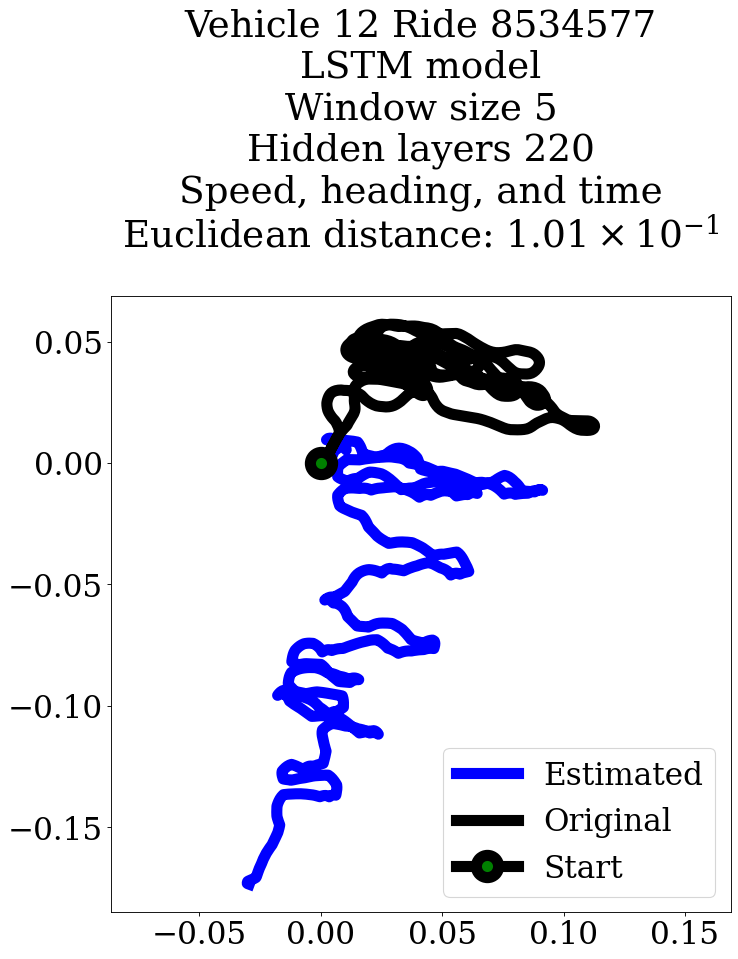 Vehicle 12 Ride 8534577
LSTM model
Window size 5
Hidden layers 220
Speed, heading, and time
Euclidean distance: 1.01 × 10⁻¹
0.05
0.00
−0.05
−0.10
−0.15
Estimated
Original
Start
−0.05 0.00 0.05 0.10 0.15